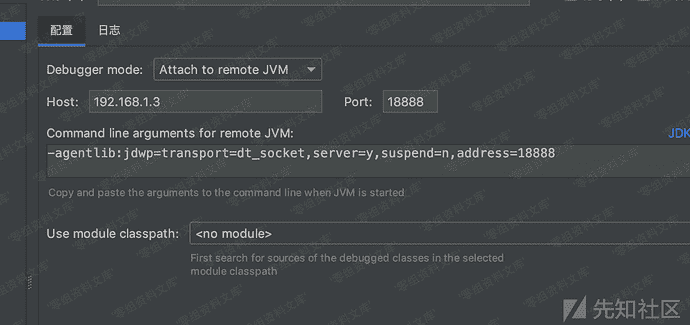 配置 日志
Debugger mode: Attach to remote JVM
Host: 192.168.1.3 Port: 18888
Command line arguments for remote JVM: JDK
-agentlib:jdwp=transport=dt_socket,server=y,suspend=n,address=18888
Copy and paste the arguments to the command line when JVM is started
Use module classpath: <no module>
First search for sources of the debugged classes in the selected
module classpath
先知社区